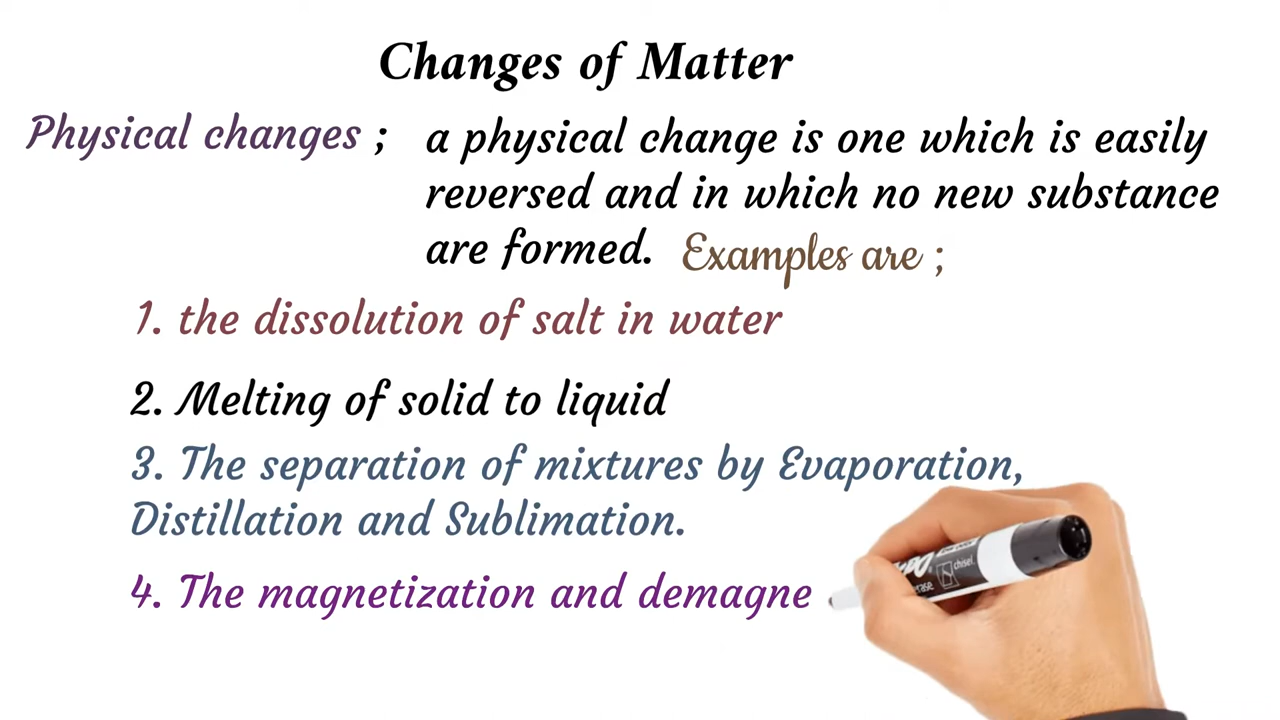 Changes of Matter
Physical changes ; a physical change is one which is easily
reversed and in which no new substance
are formed. Examples are ;
1. the dissolution of salt in water
2. Melting of solid to liquid
3. The separation of mixtures by Evaporation,
Distillation and Sublimation.
4. The magnetization and demagne
chisel